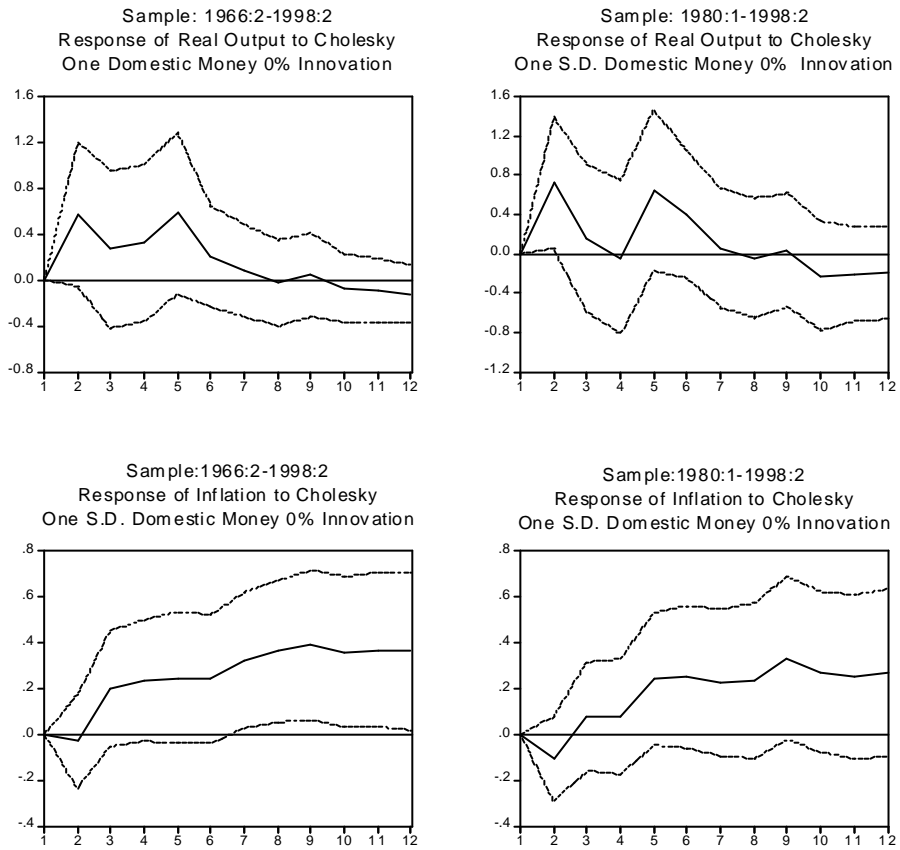 Sample: 1966:2-1998:2
Response of Real Output to Cholesky
One Domestic Money 0% Innovation
1.6
1.2
0.8
0.4
0.0
-0.4
-0.8
1 2 3 4 5 6 7 8 9 10 11 12
Sample: 1980:1-1998:2
Response of Real Output to Cholesky
One S.D. Domestic Money 0% Innovation
1.6
1.2
0.8
0.4
0.0
-0.4
-0.8
-1.2
1 2 3 4 5 6 7 8 9 10 11 12
Sample:1966:2-1998:2
Response of Inflation to Cholesky
One S.D. Domestic Money 0% Innovation
.8
.6
.4
.2
.0
-.2
-.4
1 2 3 4 5 6 7 8 9 10 11 12
Sample:1980:1-1998:2
Response of Inflation to Cholesky
One S.D. Domestic Money 0% Innovation
.8
.6
.4
.2
.0
-.2
-.4
1 2 3 4 5 6 7 8 9 10 11 12